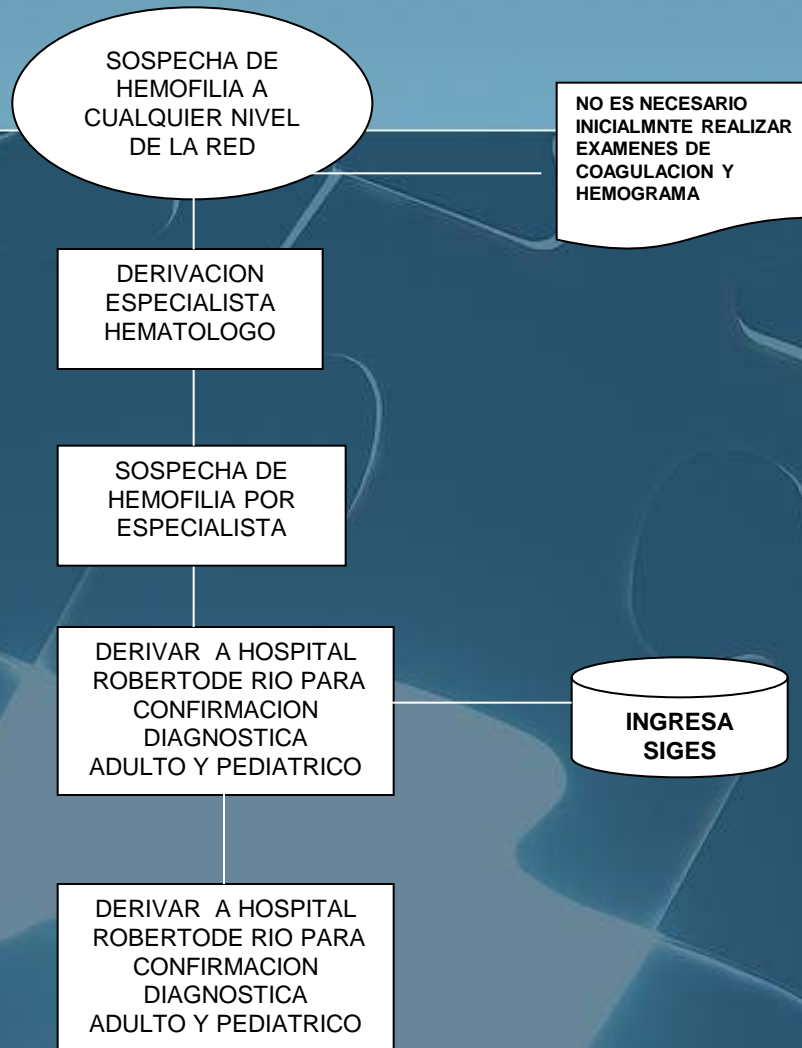 SOSPECHA DE
HEMOFILIA A
CUALQUIER NIVEL
DE LA RED
NO ES NECESARIO
INICIALMNTE REALIZAR
EXAMENES DE
COAGULACION Y
HEMOGRAMA
DERIVACION
ESPECIALISTA
HEMATOLOGO
SOSPECHA DE
HEMOFILIA POR
ESPECIALISTA
DERIVAR A HOSPITAL
ROBERTODE RIO PARA
CONFIRMACION
DIAGNOSTICA
ADULTO Y PEDIATRICO
INGRESA
SIGES
DERIVAR A HOSPITAL
ROBERTODE RIO PARA
CONFIRMACION
DIAGNOSTICA
ADULTO Y PEDIATRICO